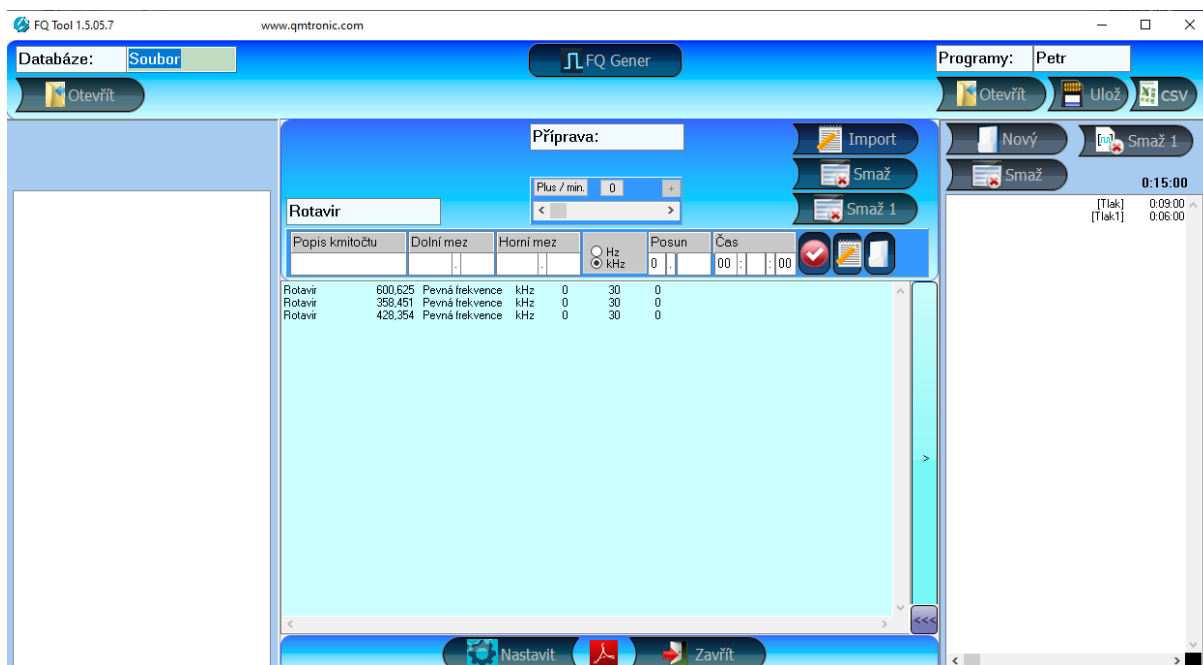 FQ Tool 1.5.05.7 www.qmtronic.com
Databáze: Soubor
FQ Gener
Programy: Petr
Otevřít
Otevřít Ulož CSV
Příprava:
Import
Nový Smaž 1
Smaž
Smaž
0:15:00
Plus / min. 0 +
< >
Rotavir
Smaž 1
[Tlak] 0:09:00
[Tlak1] 0:06:00
Popis kmitočtu Dolní mez Horní mez Hz Posun Čas
. . kHz 0 . 00 : : 00
Rotavir 600,625 Pevná frekvence kHz 0 30 0
Rotavir 358,451 Pevná frekvence kHz 0 30 0
Rotavir 428,354 Pevná frekvence kHz 0 30 0
>
<<<
Nastavit Zavřít